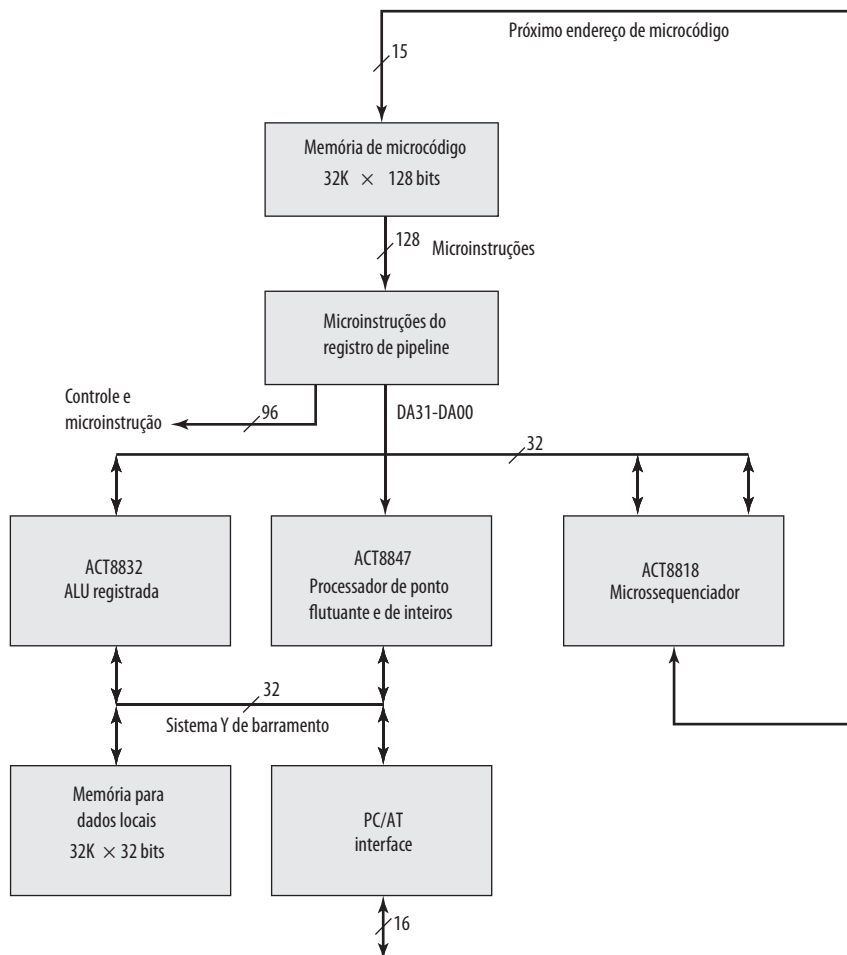 Próximo endereço de microcódigo
15
Memória de microcódigo
32K × 128 bits
128
Microinstruções
Microinstruções do
registro de pipeline
Controle e
microinstrução
96
DA31-DA00
32
ACT8832
ALU registrada
ACT8847
Processador de ponto
flutuante e de inteiros
ACT8818
Microssequenciador
32
Sistema Y de barramento
Memória para
dados locais
32K × 32 bits
PC/AT
interface
16